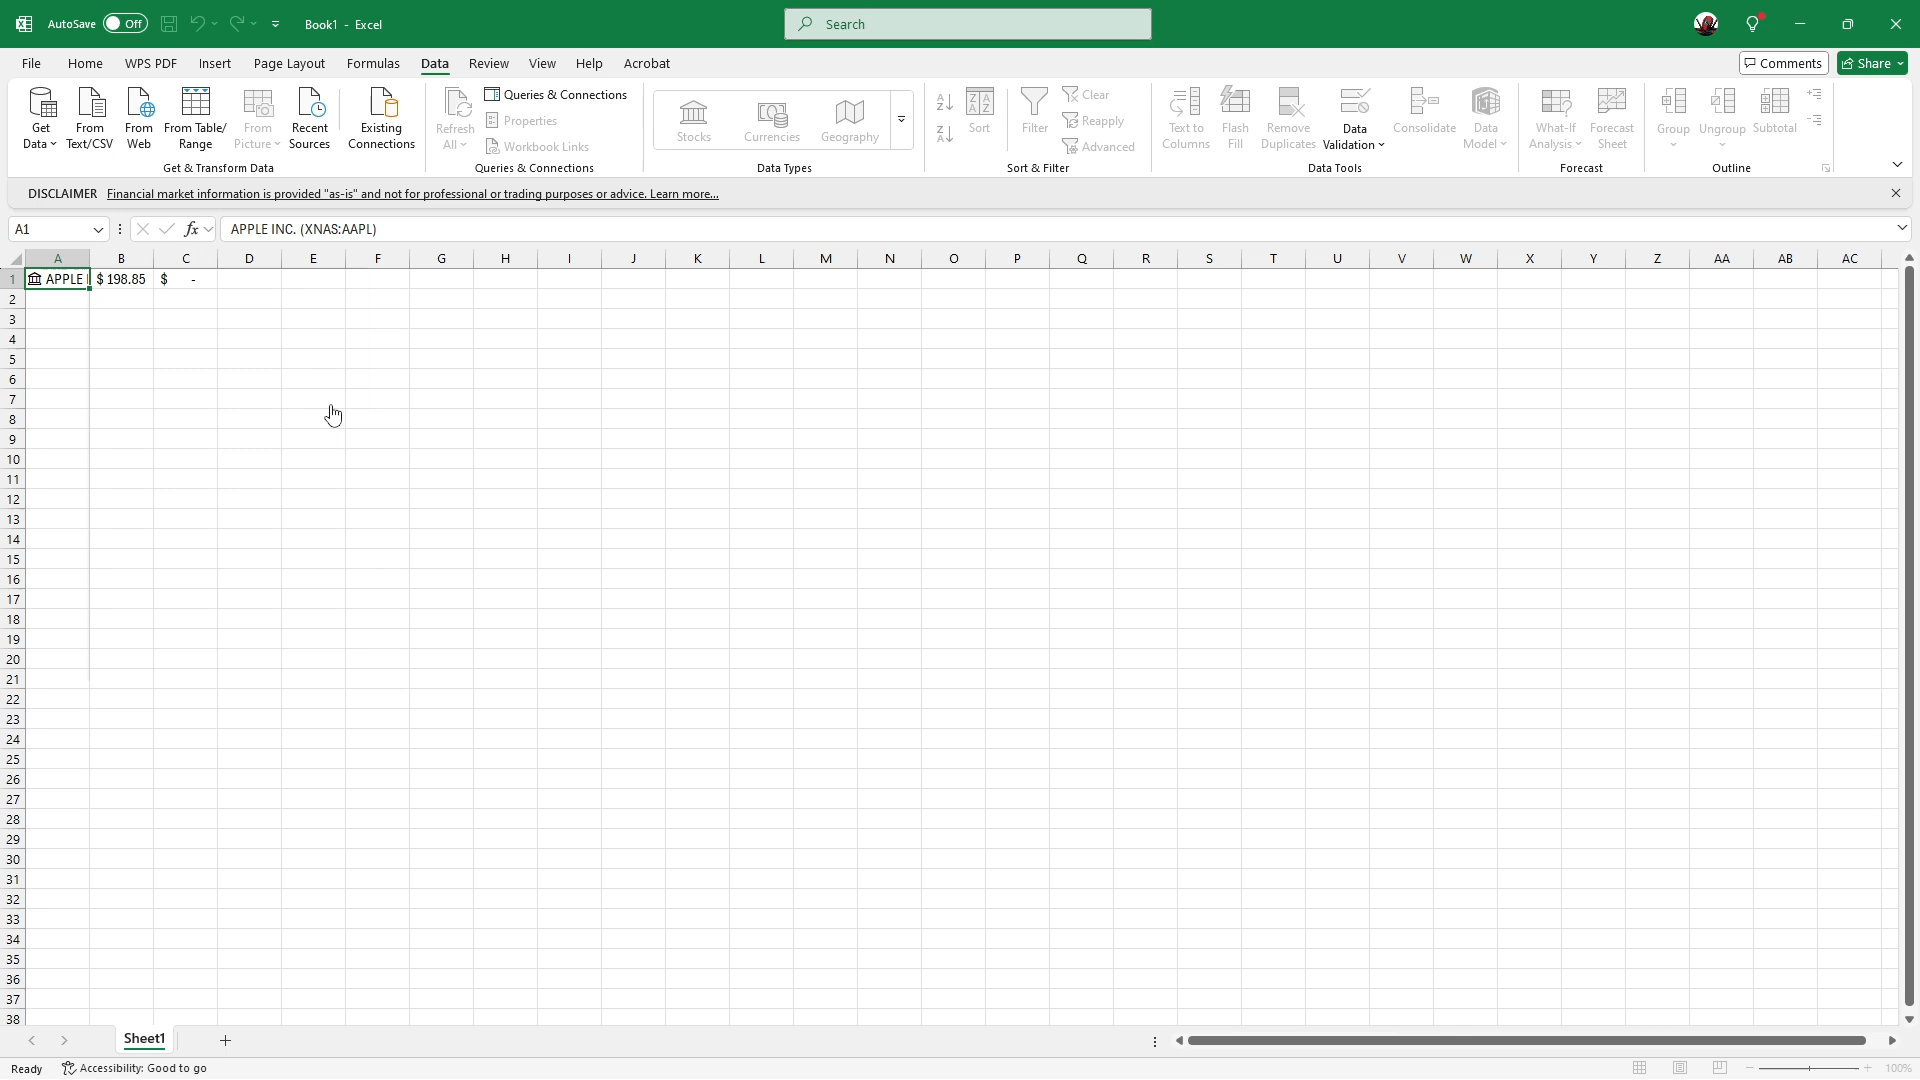 AutoSave Off Book1 - Excel Search
File Home WPS PDF Insert Page Layout Formulas Data Review View Help Acrobat Comments Share
Get Data From Text/CSV From Web From Table/ Range From Picture Recent Sources Existing Connections
Get & Transform Data
Refresh All Queries & Connections
Properties
Workbook Links
Queries & Connections
Stocks Currencies Geography
Data Types
Sort Filter Clear
Reapply
Advanced
Sort & Filter
Text to Columns Flash Fill Remove Duplicates Data Validation Consolidate Data Model
Data Tools
What-If Analysis Forecast Sheet
Forecast
Group Ungroup Subtotal
Outline
DISCLAIMER Financial market information is provided "as-is" and not for professional or trading purposes or advice. Learn more...
A1 fx APPLE INC. (XNAS:AAPL)
A B C D E F G H I J K L M N O P Q R S T U V W X Y Z AA AB AC
1 APPLE I $ 198.85 $ -
2
3
4
5
6
7
8
9
10
11
12
13
14
15
16
17
18
19
20
21
22
23
24
25
26
27
28
29
30
31
32
33
34
35
36
37
38
Sheet1
Ready Accessibility: Good to go 100%